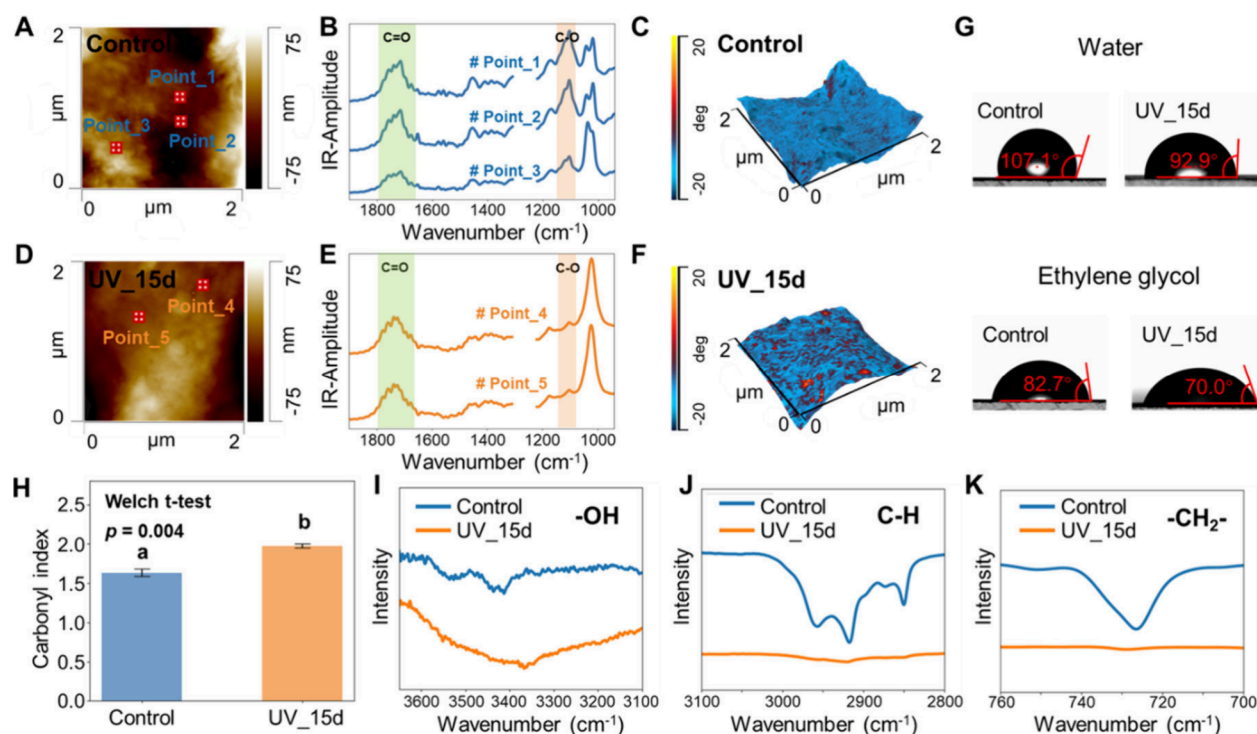 A
Control
2
μm
0
0
μm
2
75
nm
-75
Point_1
Point_2
Point_3
B
C=O
C-O
# Point_1
# Point_2
# Point_3
IR-Amplitude
1800 1600 1400 1200 1000
Wavenumber (cm⁻¹)
C
Control
20
deg
-20
2
μm
0
0
μm
2
G
Water
Control
UV_15d
107.1°
92.9°
D
UV_15d
2
μm
0
0
μm
2
75
nm
-75
Point_4
Point_5
E
C=O
C-O
# Point_4
# Point_5
IR-Amplitude
1800 1600 1400 1200 1000
Wavenumber (cm⁻¹)
F
UV_15d
20
deg
-20
2
μm
0
0
μm
2
Ethylene glycol
Control
UV_15d
82.7°
70.0°
H
Welch t-test
p = 0.004
a
b
Carbonyl index
2.5
2.0
1.5
1.0
0.5
0.0
Control
UV_15d
I
Control
UV_15d
-OH
Intensity
3600 3500 3400 3300 3200 3100
Wavenumber (cm⁻¹)
J
Control
UV_15d
C-H
Intensity
3100 3000 2900 2800
Wavenumber (cm⁻¹)
K
Control
UV_15d
-CH₂-
Intensity
760 740 720 700
Wavenumber (cm⁻¹)